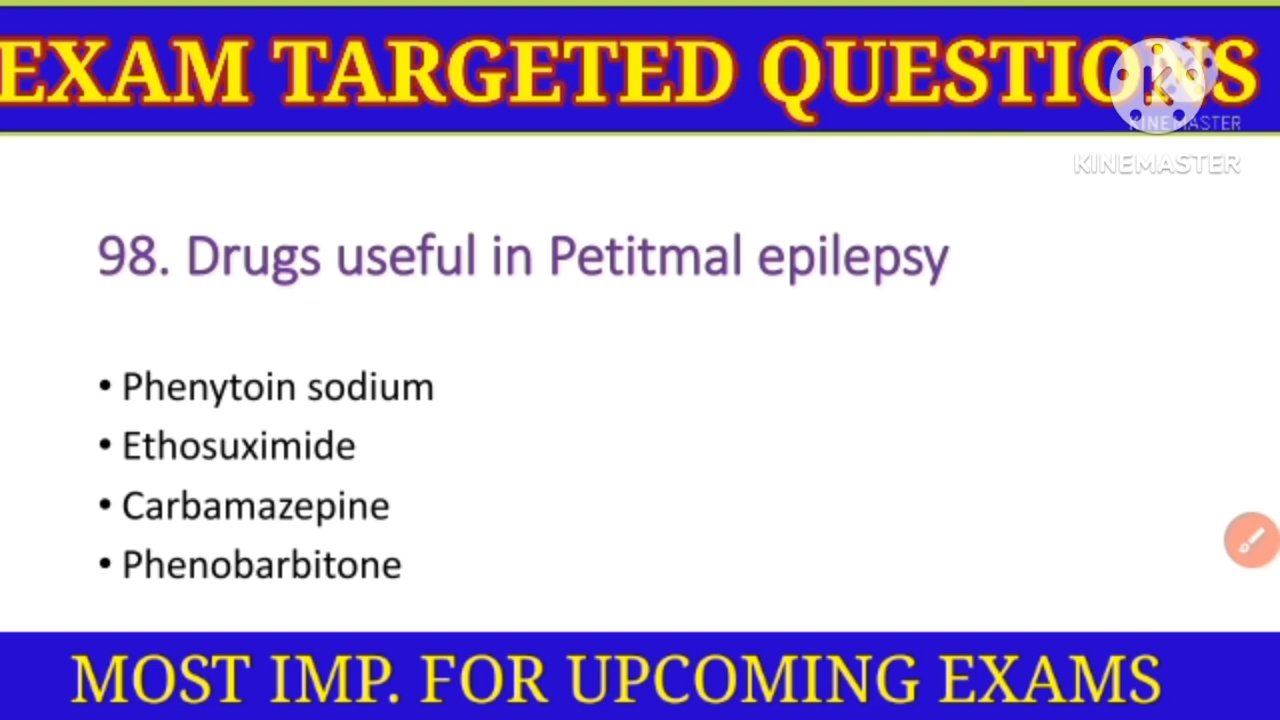 EXAM TARGETED QUESTIONS
KINEMASTER
KINEMASTER
98. Drugs useful in Petitmal epilepsy
• Phenytoin sodium
• Ethosuximide
• Carbamazepine
• Phenobarbitone
MOST IMP. FOR UPCOMING EXAMS